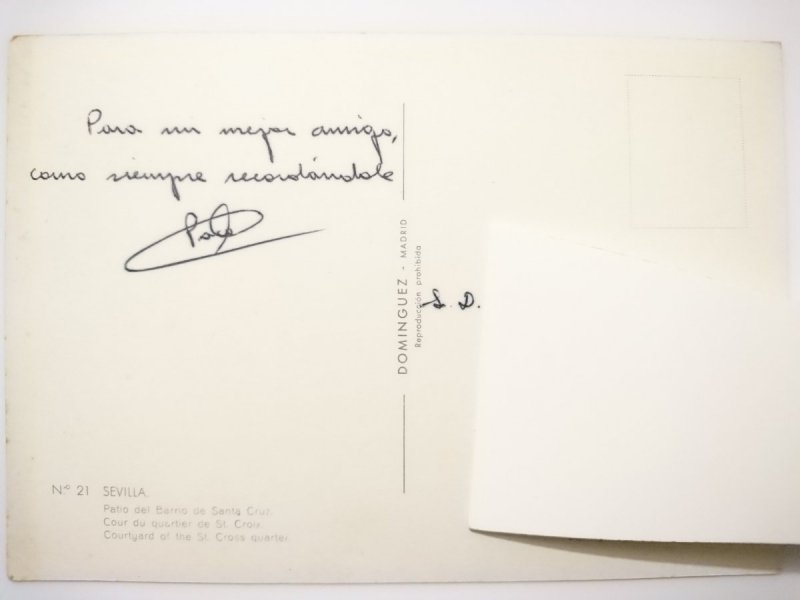 Para mi mejor amigo,
como siempre recordándole
Paco
DOMINGUEZ - MADRID
Reproducción prohibida
S. D.
N.º 21 SEVILLA.
Patio del Barrio de Santa Cruz.
Cour du quartier de St. Croix.
Courtyard of the St. Cross quarter.